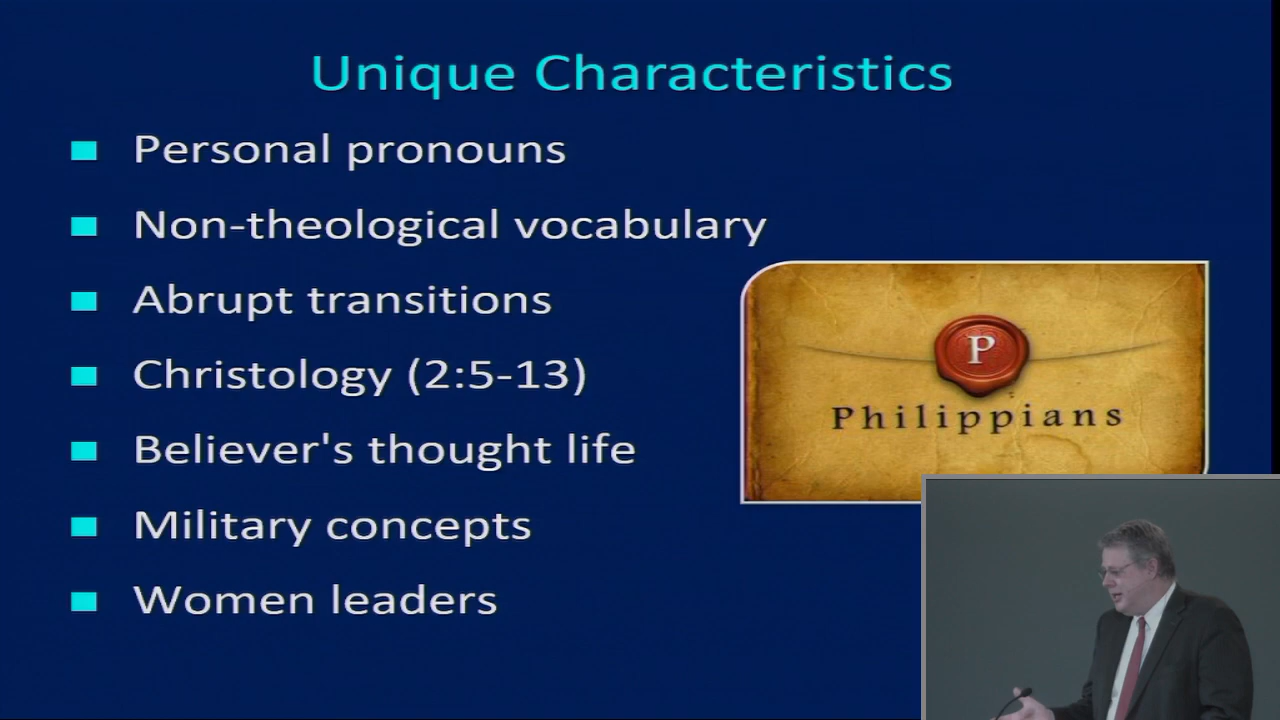 Unique Characteristics
Personal pronouns
Non-theological vocabulary
Abrupt transitions
Christology (2:5-13)
Believer's thought life
Military concepts
Women leaders
P
Philippians